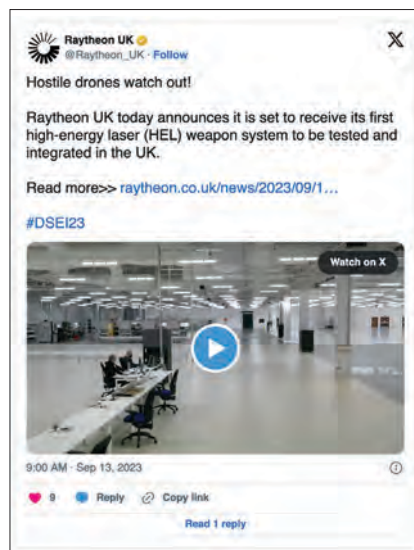 Raytheon UK
@Raytheon_UK · Follow
Hostile drones watch out!
Raytheon UK today announces it is set to receive its first
high-energy laser (HEL) weapon system to be tested and
integrated in the UK.
Read more>> raytheon.co.uk/news/2023/09/1…
#DSEI23
Watch on X
9:00 AM · Sep 13, 2023
9 Reply Copy link
Read 1 reply